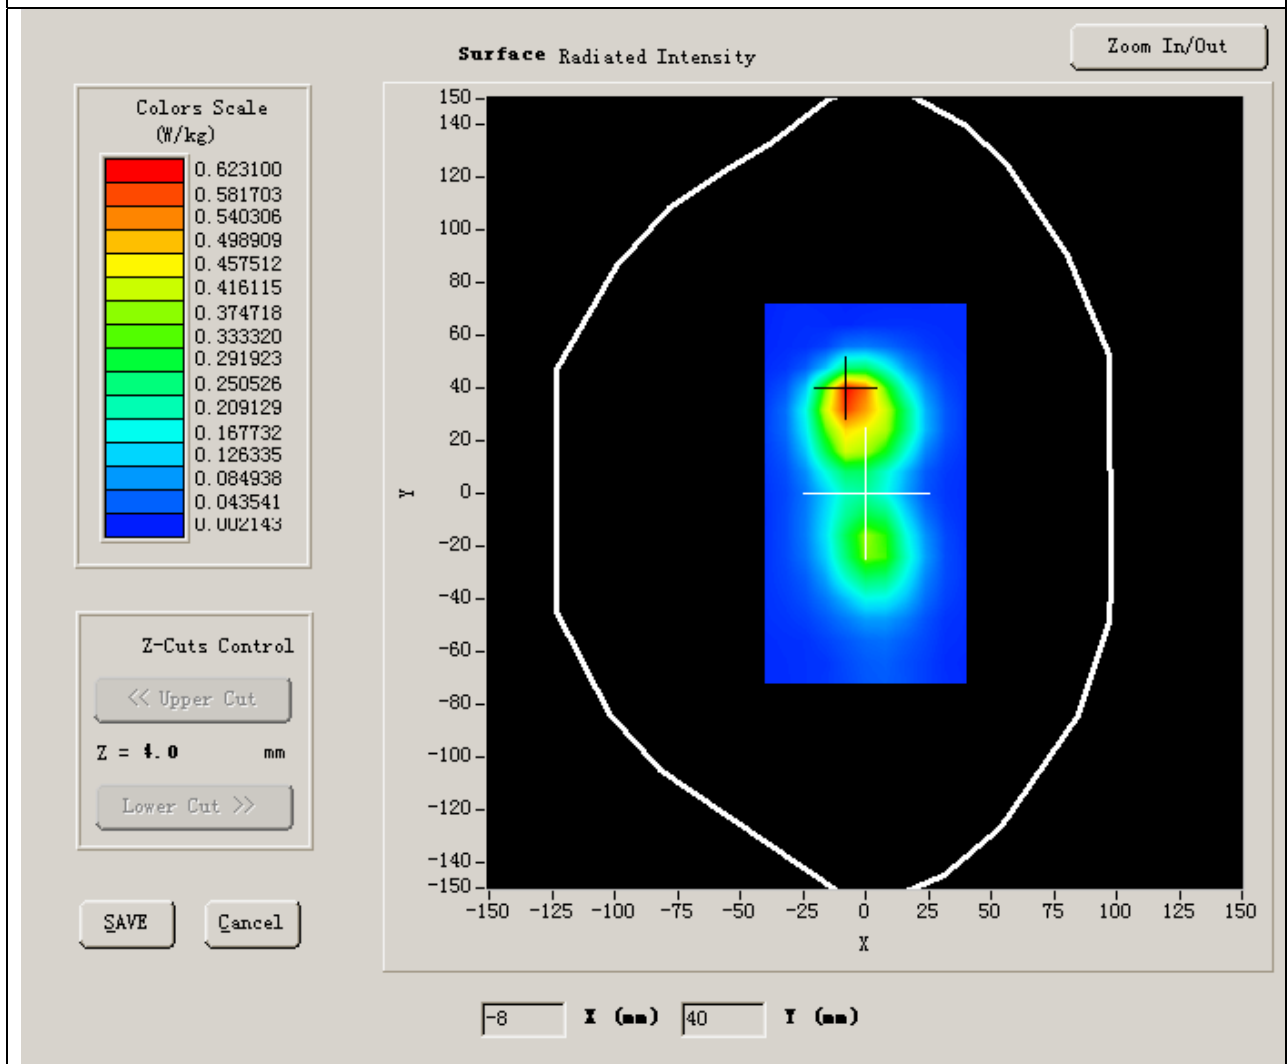 Surface Radiated Intensity
Zoom In/Out
Colors Scale
(W/kg)
0.623100
0.581703
0.540306
0.498909
0.457512
0.416115
0.374718
0.333320
0.291923
0.250526
0.209129
0.167732
0.126335
0.084938
0.043541
0.002143
Z-Cuts Control
<< Upper Cut
Z = 4.0 mm
Lower Cut >>
SAVE
Cancel
150
140
120
100
80
60
40
20
0
-20
-40
-60
-80
-100
-120
-140
-150
Y
-150 -125 -100 -75 -50 -25 0 25 50 75 100 125 150
X
-8 X (mm) 40 Y (mm)